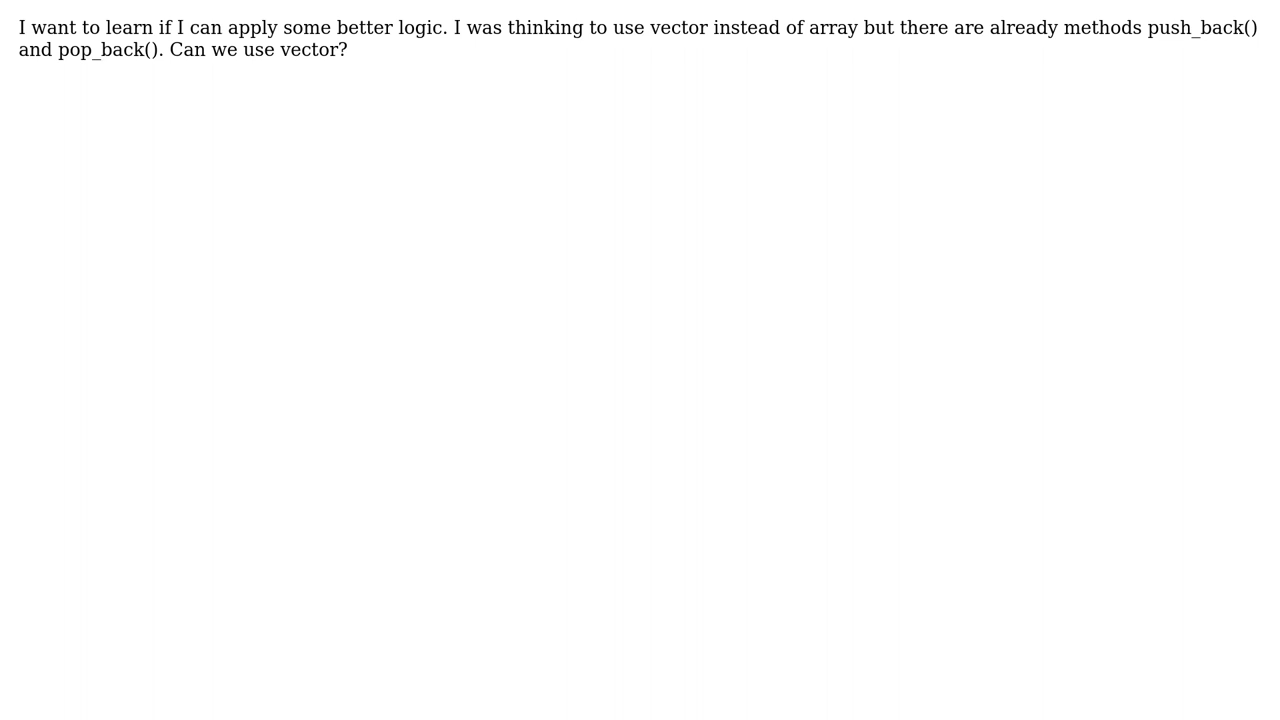 I want to learn if I can apply some better logic. I was thinking to use vector instead of array but there are already methods push_back()
and pop_back(). Can we use vector?